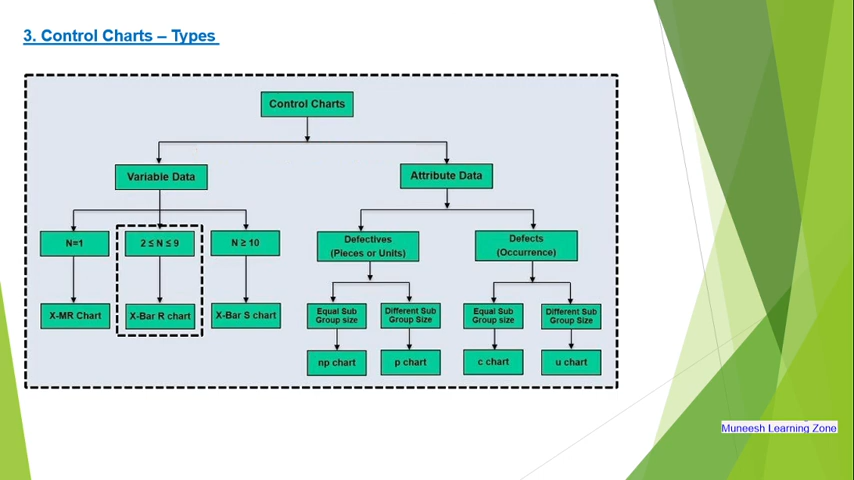 3. Control Charts – Types
Control Charts
Variable Data
Attribute Data
N=1
2 ≤ N ≤ 9
N ≥ 10
Defectives
(Pieces or Units)
Defects
(Occurrence)
X-MR Chart
X-Bar R chart
X-Bar S chart
Equal Sub
Group size
Different Sub
Group Size
Equal Sub
Group size
Different Sub
Group Size
np chart
p chart
c chart
u chart
Muneesh Learning Zone